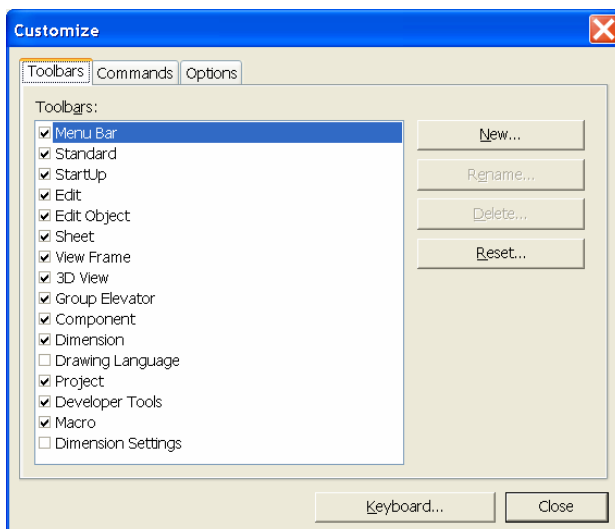 Customize
Toolbars Commands Options
Toolbars:
Menu Bar
Standard
StartUp
Edit
Edit Object
Sheet
View Frame
3D View
Group Elevator
Component
Dimension
Drawing Language
Project
Developer Tools
Macro
Dimension Settings
New...
Rename...
Delete...
Reset...
Keyboard... Close